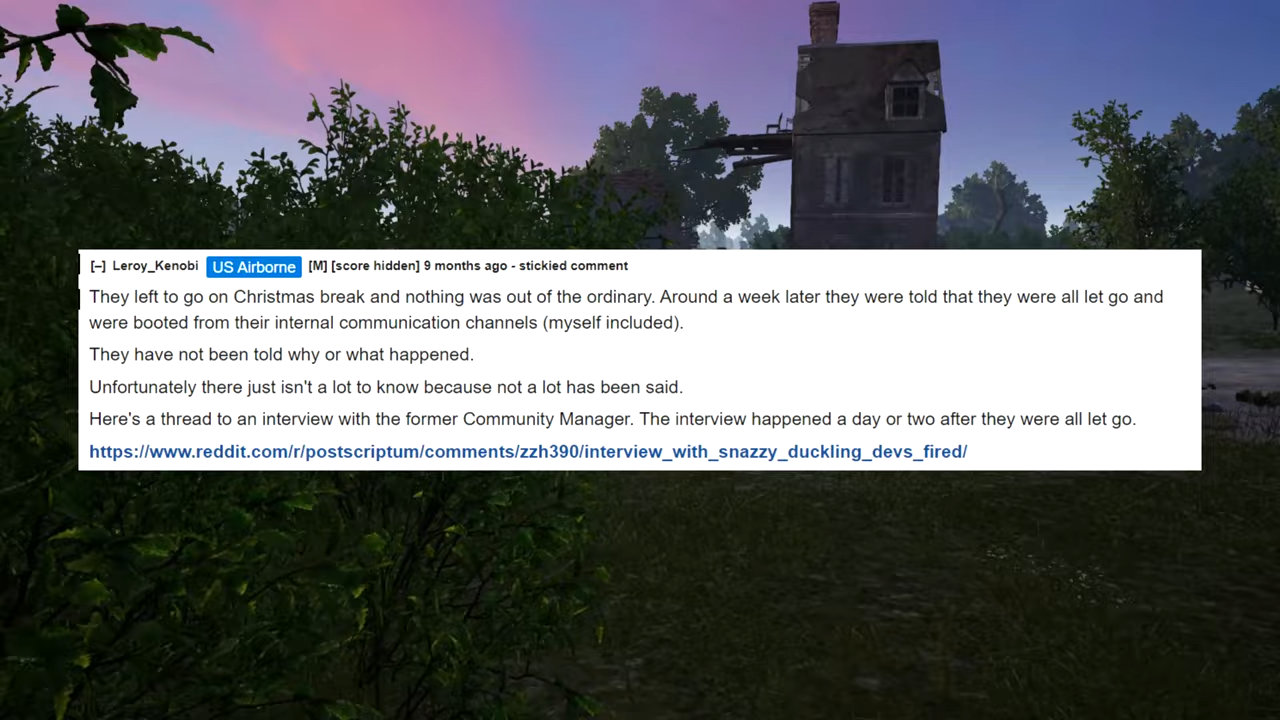 [–] Leroy_Kenobi US Airborne [M] [score hidden] 9 months ago - stickied comment
They left to go on Christmas break and nothing was out of the ordinary. Around a week later they were told that they were all let go and
were booted from their internal communication channels (myself included).
They have not been told why or what happened.
Unfortunately there just isn't a lot to know because not a lot has been said.
Here's a thread to an interview with the former Community Manager. The interview happened a day or two after they were all let go.
https://www.reddit.com/r/postscriptum/comments/zzh390/interview_with_snazzy_duckling_devs_fired/